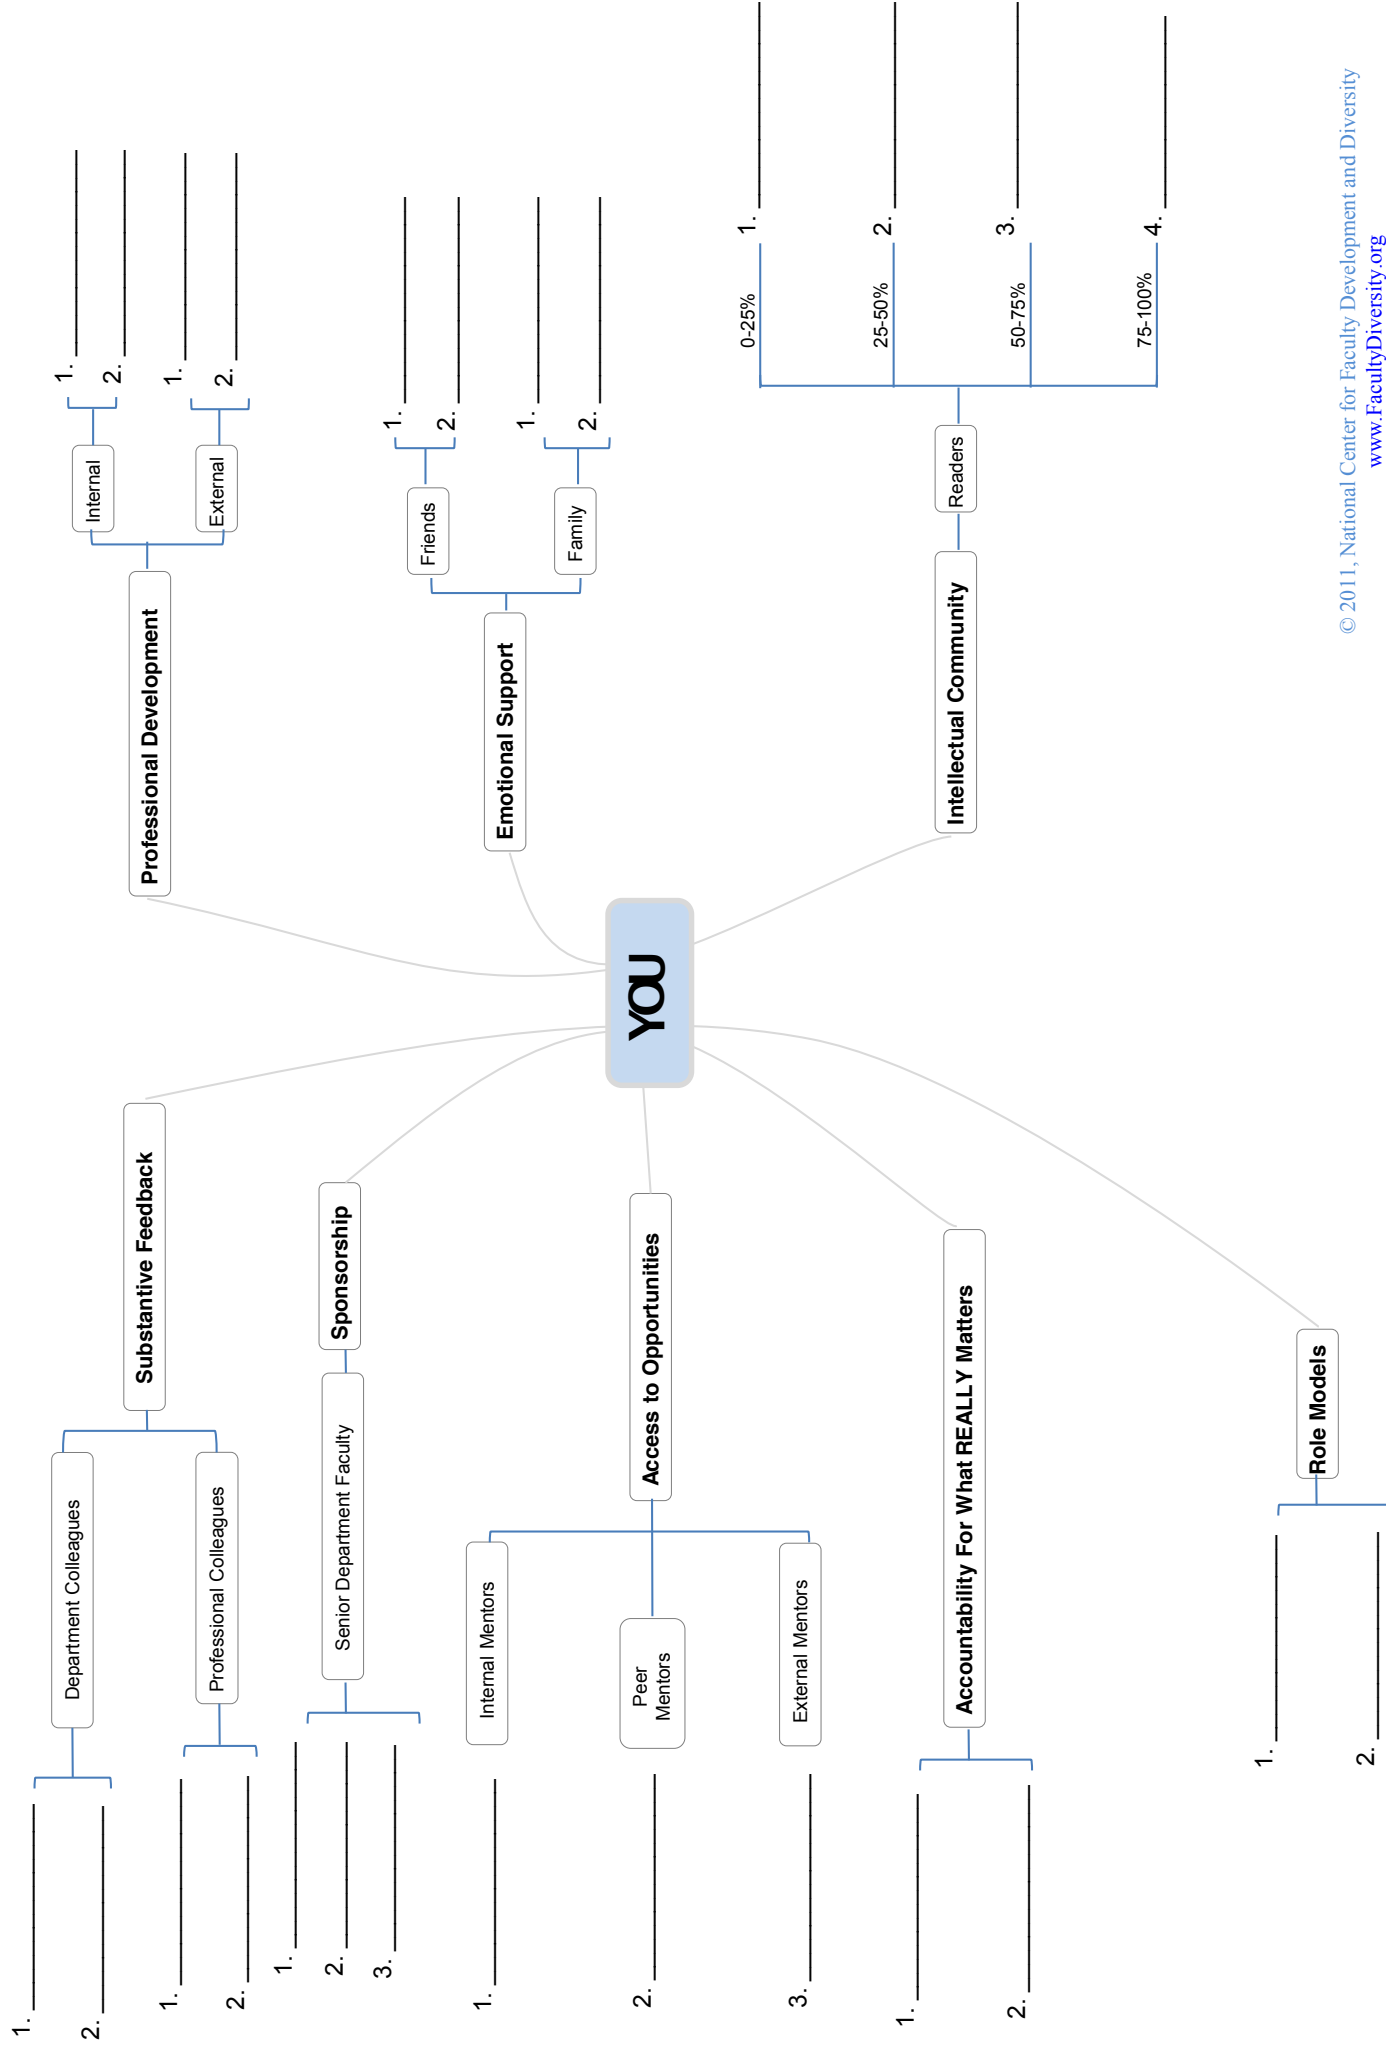 Substantive Feedback
Department Colleagues
1.
2.
Professional Colleagues
1.
2.
Sponsorship
Senior Department Faculty
1.
2.
3.
Access to Opportunities
Internal Mentors
1.
Peer
Mentors
2.
External Mentors
3.
Accountability For What REALLY Matters
1.
2.
Role Models
1.
2.
YOU
Professional Development
Internal
1.
2.
External
1.
2.
Emotional Support
Friends
1.
2.
Family
1.
2.
Intellectual Community
Readers
0-25%
1.
25-50%
2.
50-75%
3.
75-100%
4.
© 2011, National Center for Faculty Development and Diversity
www.FacultyDiversity.org